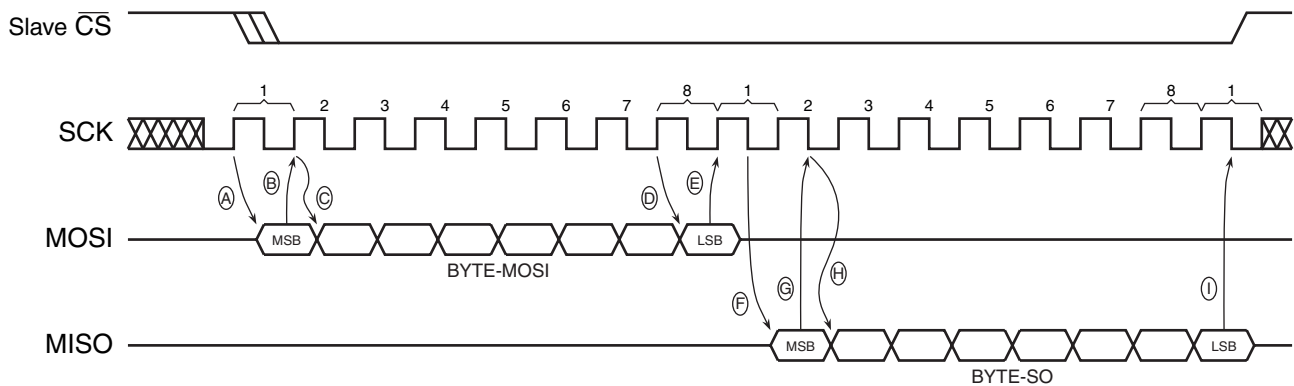 Slave CS
1 2 3 4 5 6 7 8 1 2 3 4 5 6 7 8 1
SCK
A B C D E
MOSI MSB LSB
BYTE-MOSI
F G H I
MISO MSB LSB
BYTE-SO